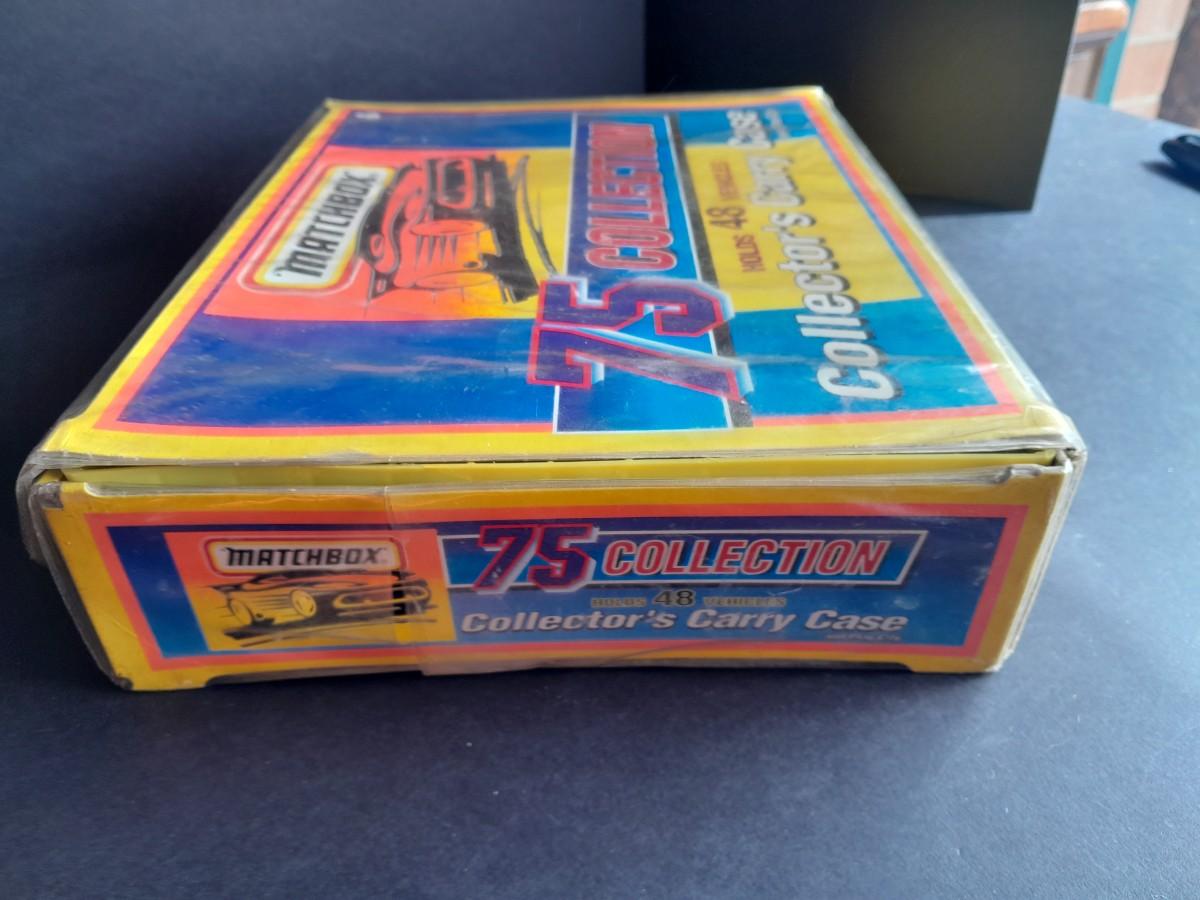 MATCHBOX
75 COLLECTION
HOLDS 48 VEHICLES
Collector's Carry Case
MATCHBOX
75 COLLECTION
HOLDS 48 VEHICLES
Collector's Carry Case